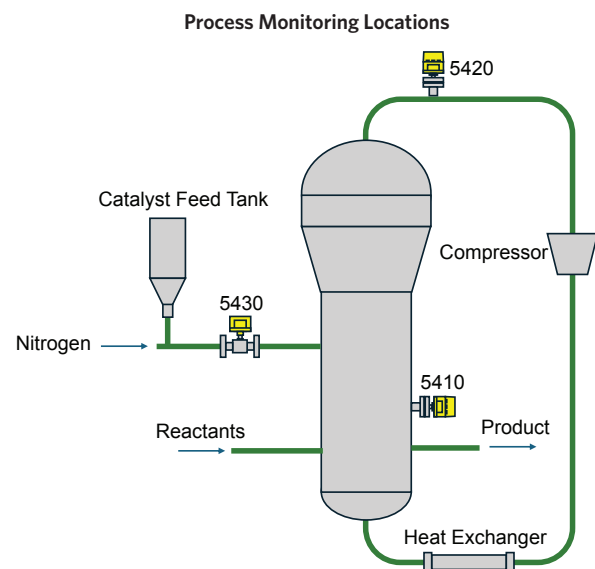 Process Monitoring Locations
5420
Catalyst Feed Tank
Compressor
5430
Nitrogen
5410
Reactants
Product
Heat Exchanger